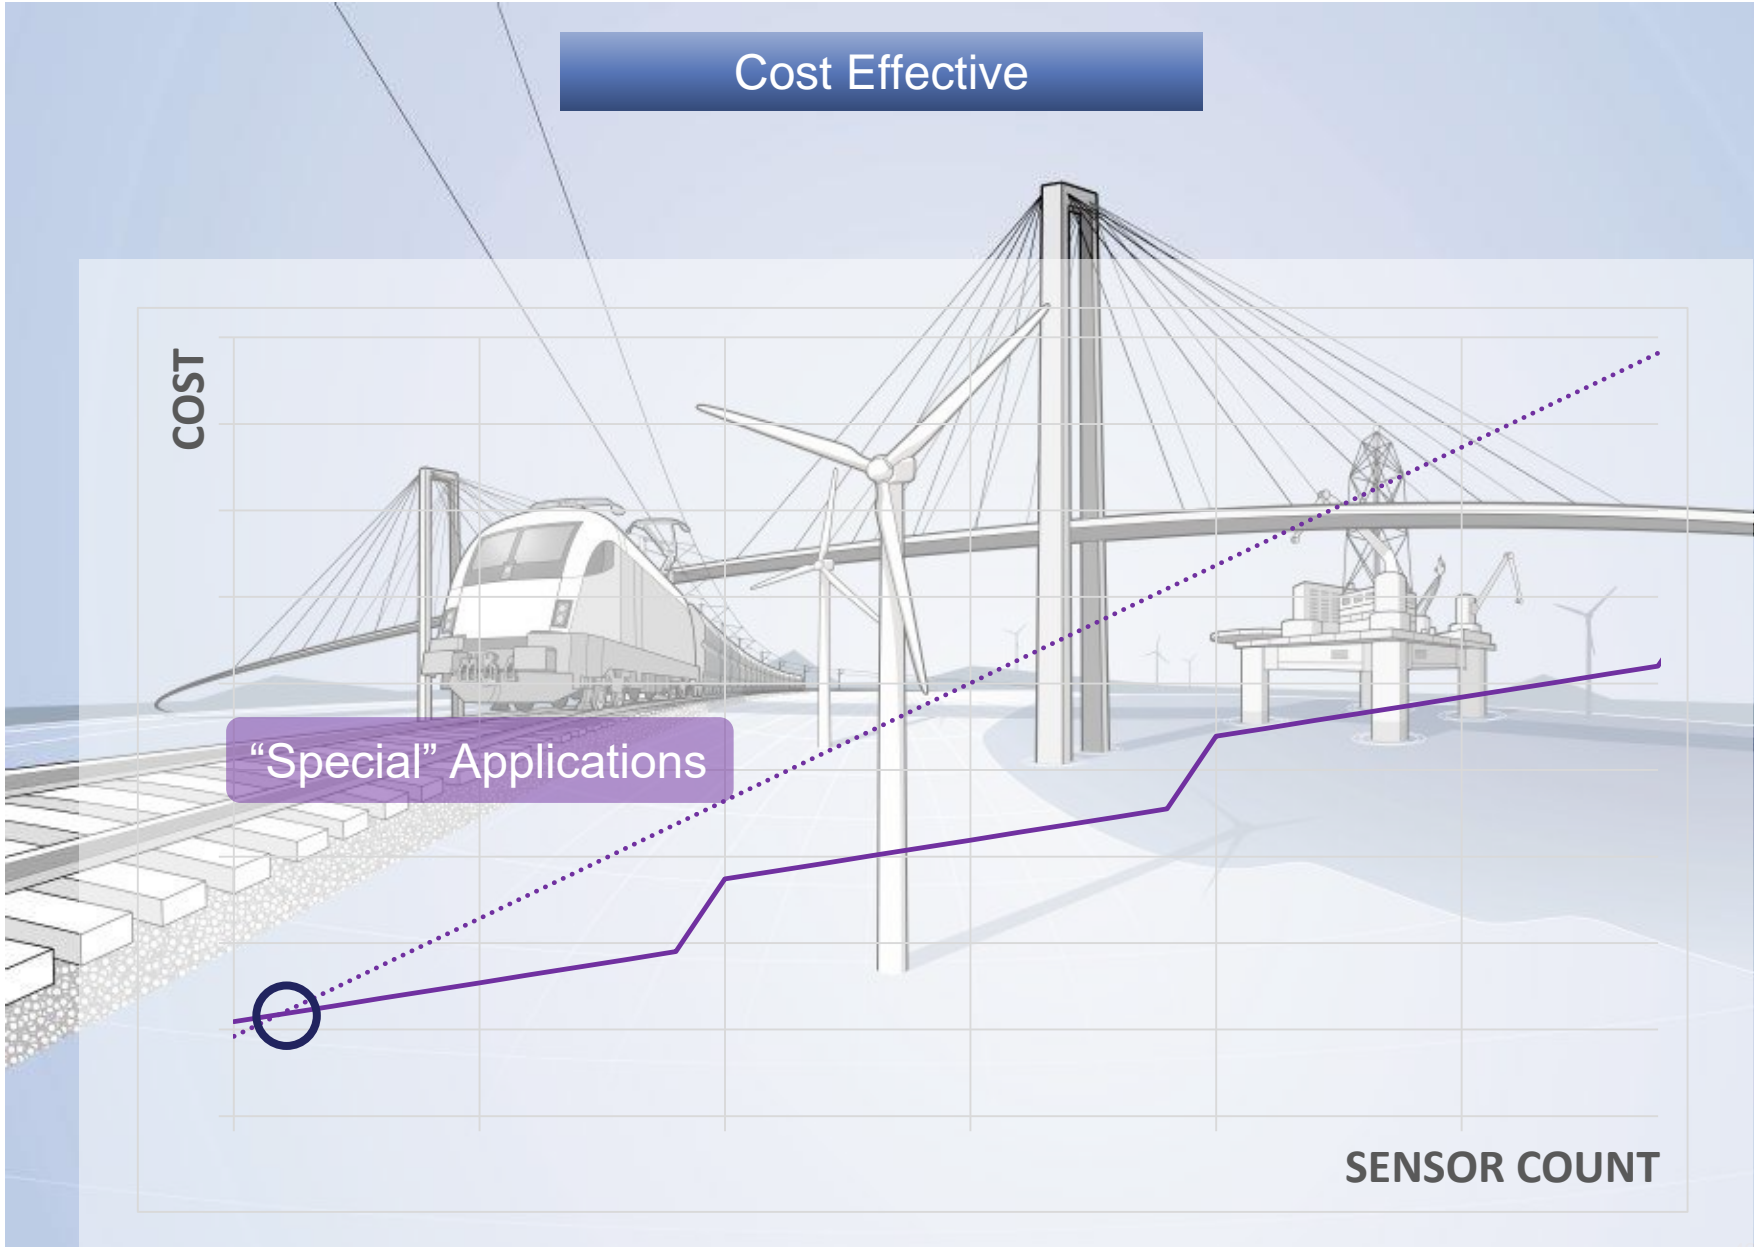 Cost Effective
COST
“Special” Applications
SENSOR COUNT